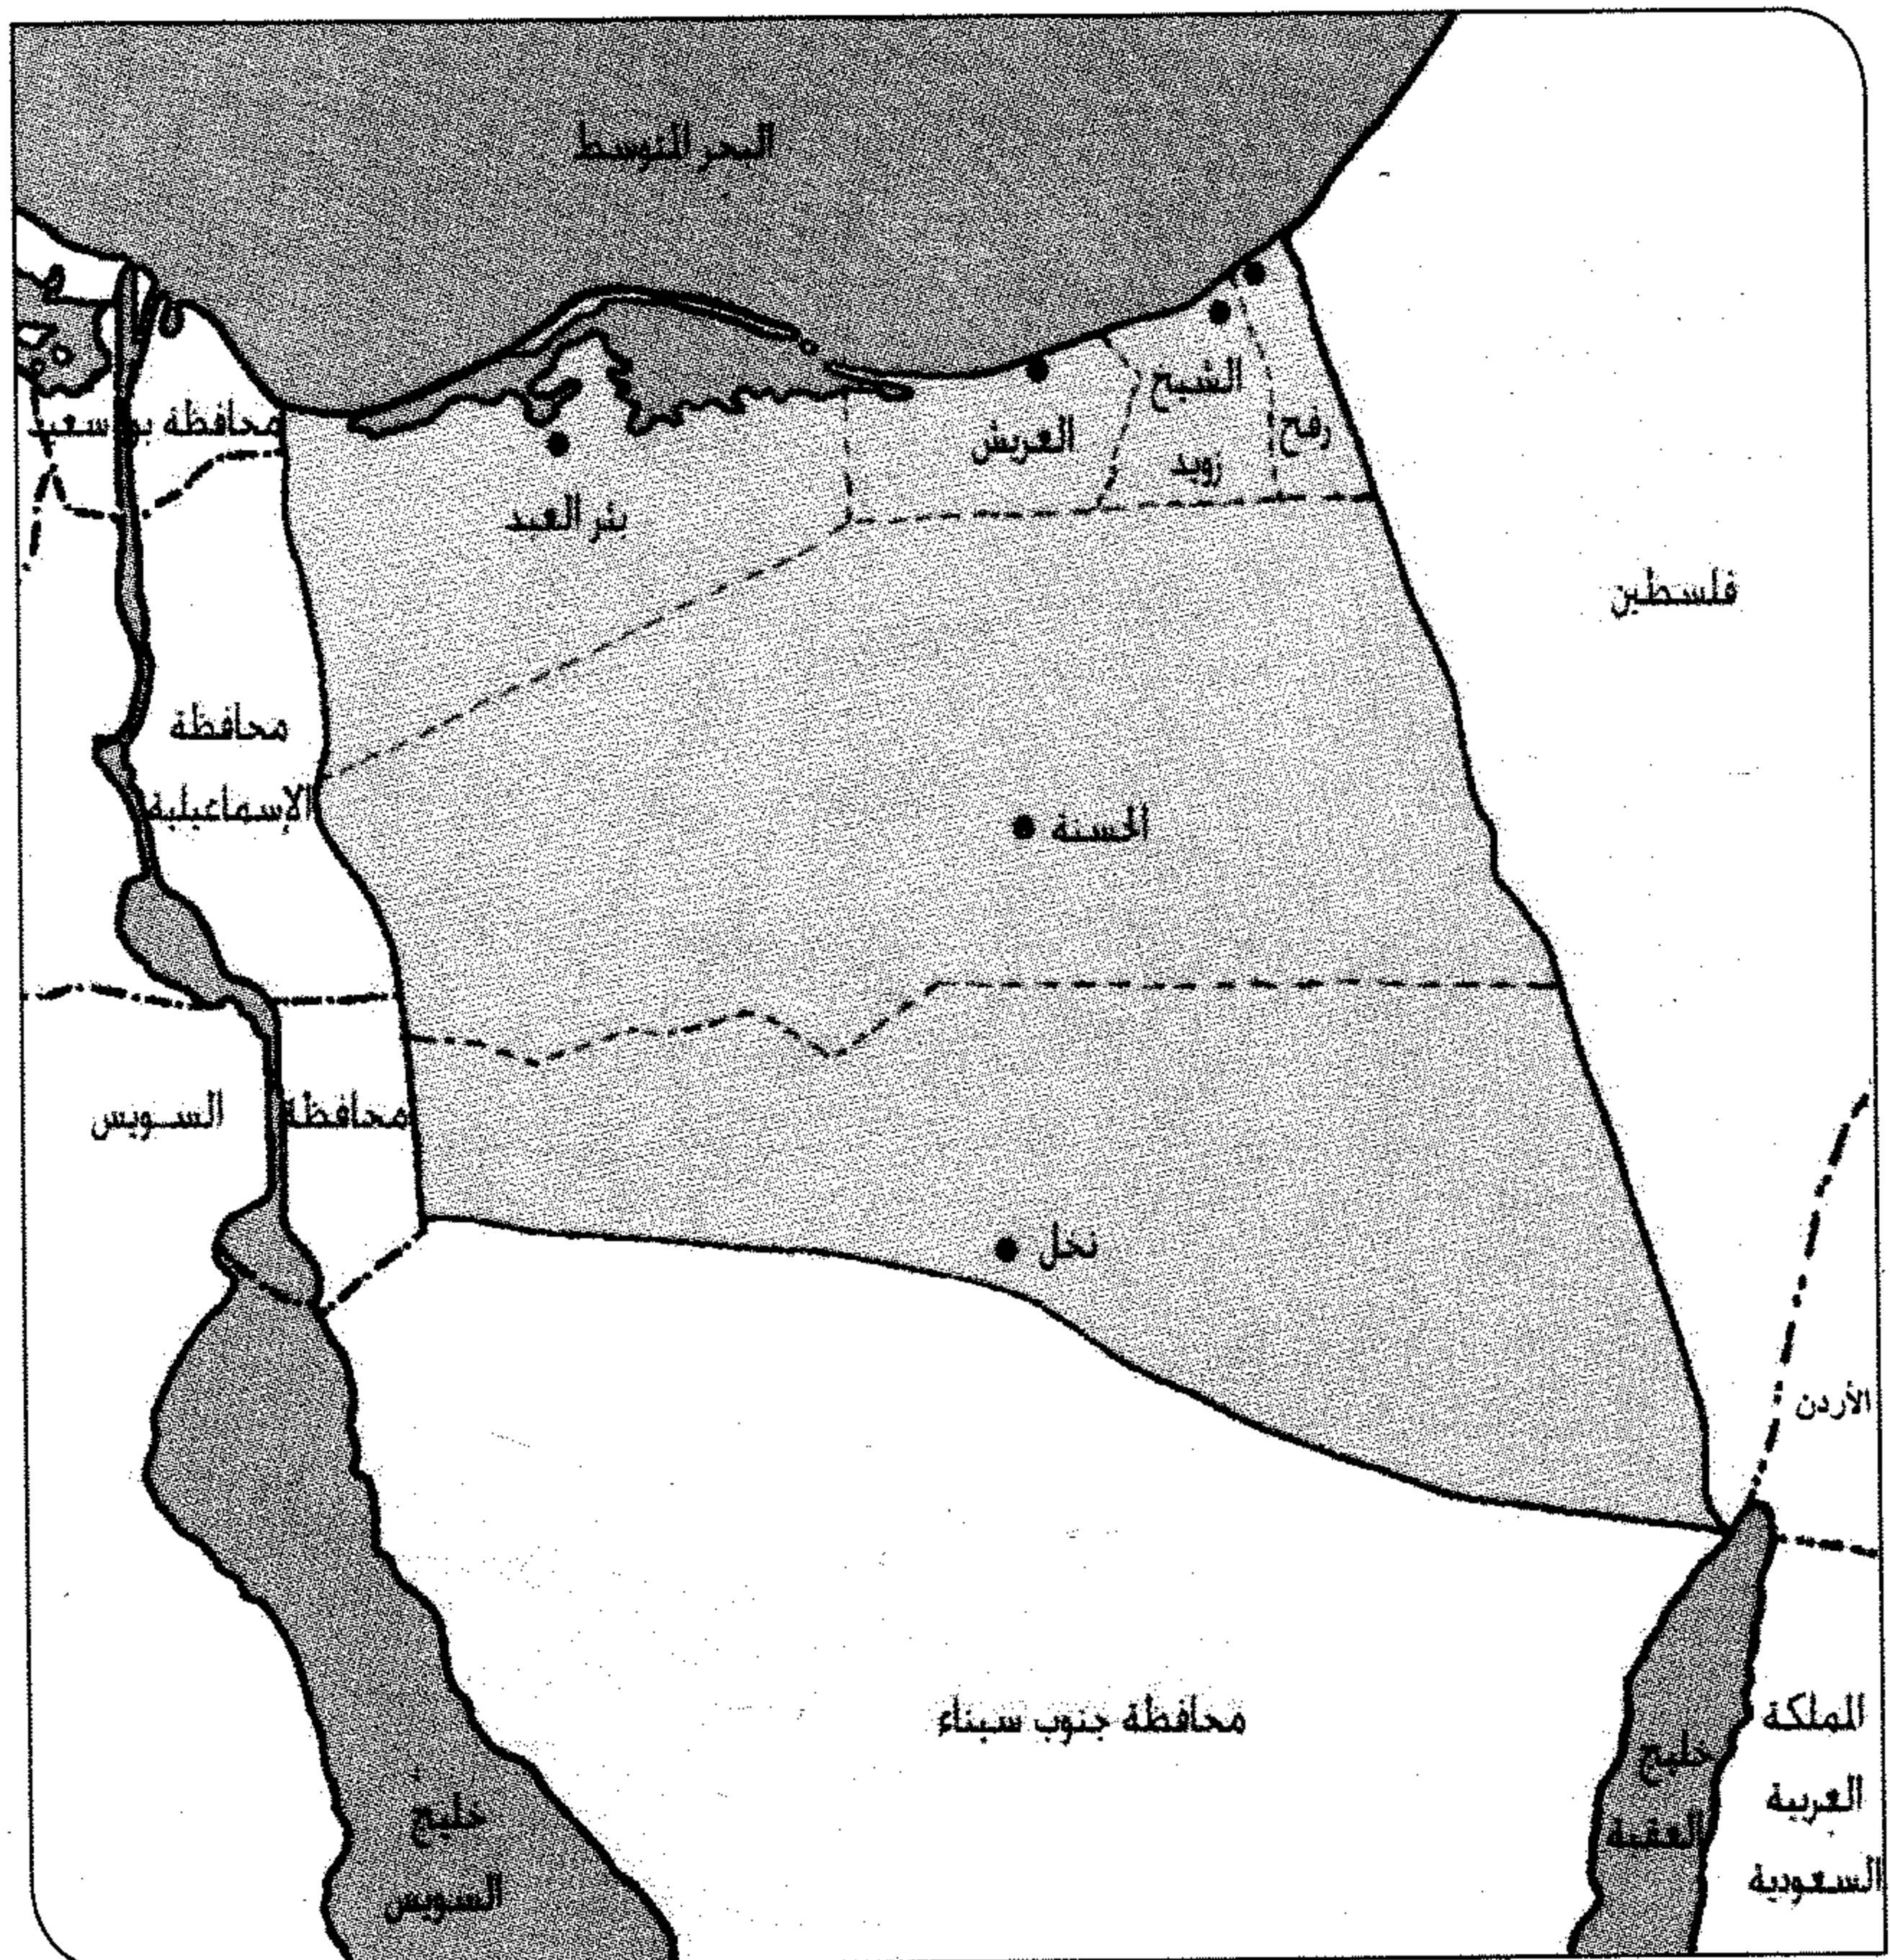 البحر المتوسط
محافظة بورسعيد
الشيخ
زويد
رفح
العريش
بئر العبد
فلسطين
محافظة
الإسماعيلية
الحسنة
محافظة
السويس
نخل
الأردن
محافظة جنوب سيناء
المملكة
العربية
السعودية
خليج
العقبة
خليج
السويس